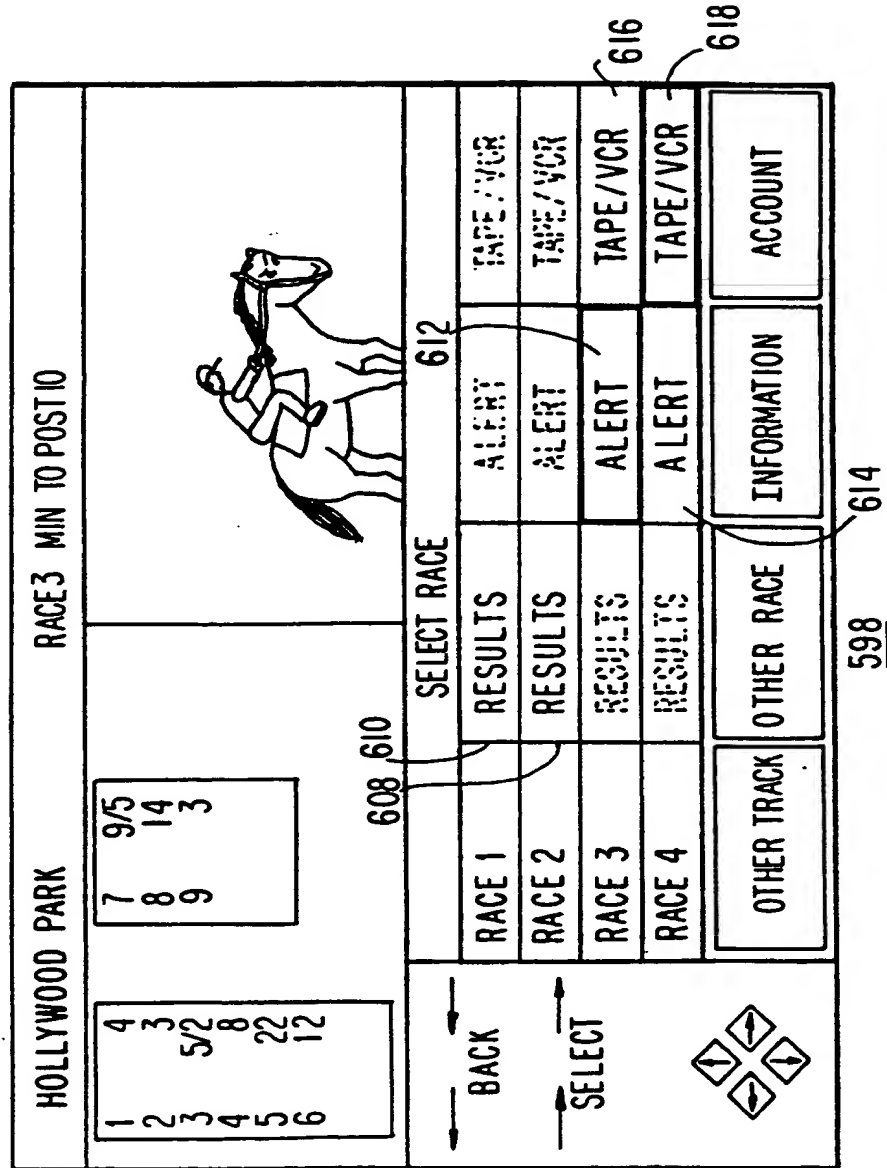 HOLLYWOOD PARK RACE3 MIN TO POST 10
1 4 7 9/5
2 3 8 14
3 5/2 9 3
4 8
5 22
6 12
BACK
SELECT
SELECT RACE
RACE 1 RESULTS ALERT TAPE/VCR
RACE 2 RESULTS ALERT TAPE/VCR
RACE 3 RESULTS ALERT TAPE/VCR
RACE 4 RESULTS ALERT TAPE/VCR
OTHER TRACK OTHER RACE INFORMATION ACCOUNT
608
610
612
616
618
614
598